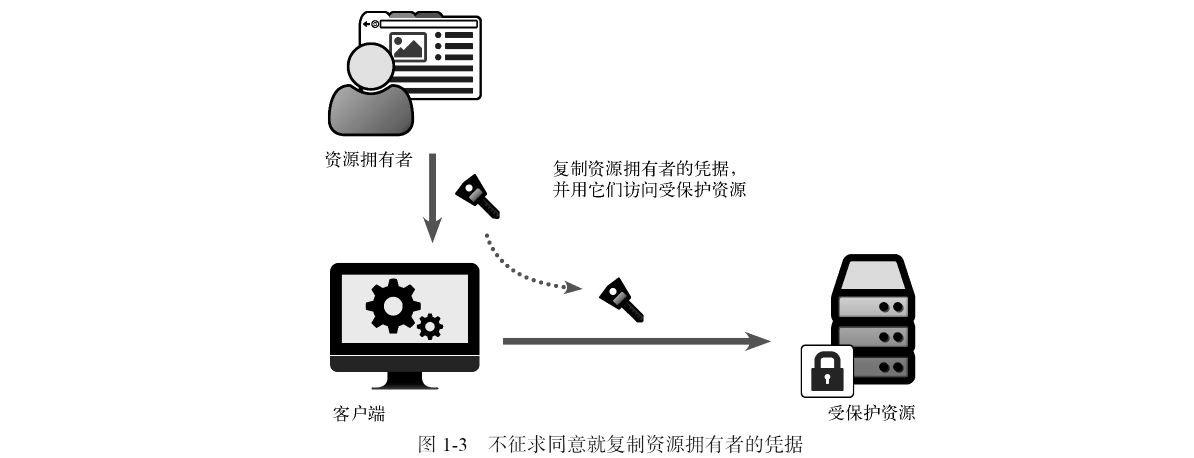 资源拥有者
复制资源拥有者的凭据，
并用它们访问受保护资源
客户端
受保护资源
图 1-3 不征求同意就复制资源拥有者的凭据